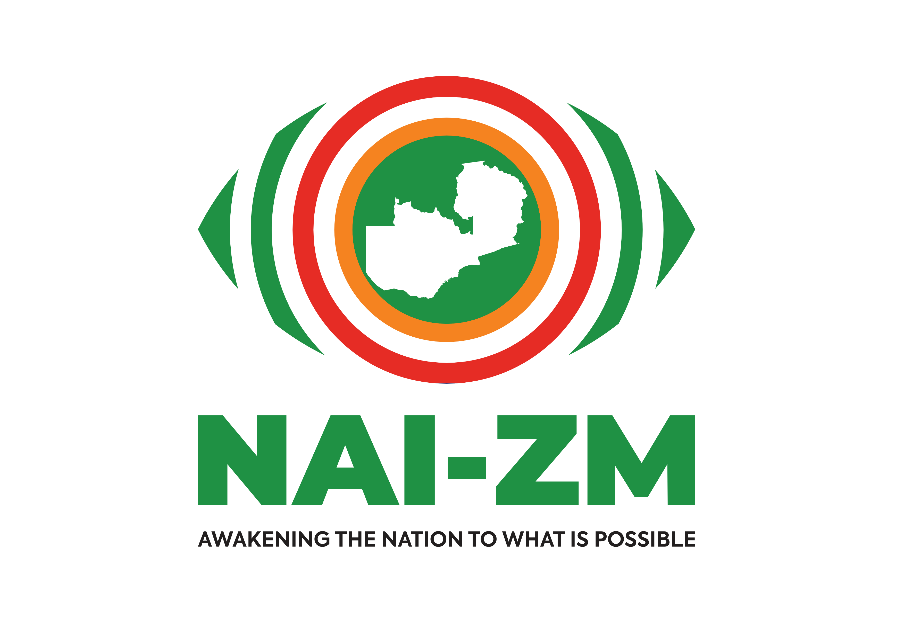 NAI-ZM
AWAKENING THE NATION TO WHAT IS POSSIBLE